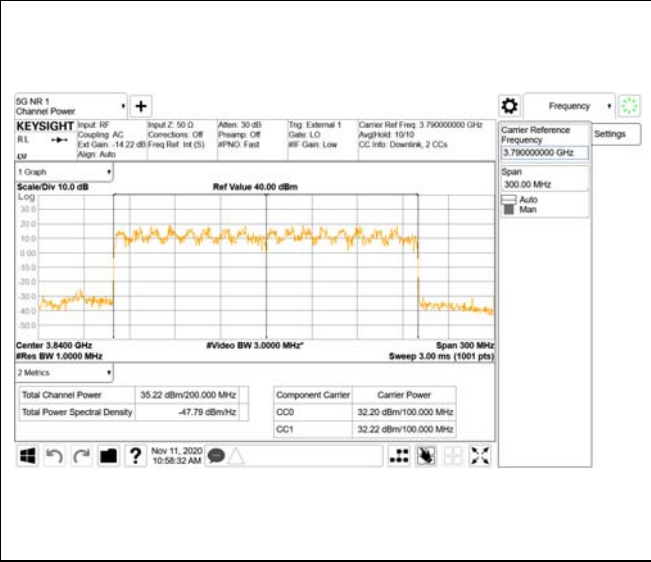 5G NR 1
Channel Power
Frequency
KEYSIGHT
RL
Input: RF
Coupling: AC
Ext Gain: -14.22 dB
Align: Auto
Input Z: 50 Ω
Corrections: Off
Freq Ref: Int (S)
Atten: 30 dB
Preamp: Off
#PNO: Fast
Trig: External 1
Gate: LO
#IF Gain: Low
Carrier Ref Freq: 3.790000000 GHz
Avg|Hold: 10/10
CC Info: Downlink, 2 CCs
Carrier Reference
Frequency
3.790000000 GHz
Settings
Span
300.00 MHz
Auto
Man
1 Graph
Scale/Div 10.0 dB
Ref Value 40.00 dBm
Log
30.0
20.0
10.0
0.00
-10.0
-20.0
-30.0
-40.0
-50.0
Center 3.8400 GHz
#Video BW 3.0000 MHz*
Span 300 MHz
#Res BW 1.0000 MHz
Sweep 3.00 ms (1001 pts)
2 Metrics
Total Channel Power 35.22 dBm/200.000 MHz
Total Power Spectral Density -47.79 dBm/Hz
Component Carrier Carrier Power
CC0 32.20 dBm/100.000 MHz
CC1 32.22 dBm/100.000 MHz
?
Nov 11, 2020
10:58:32 AM